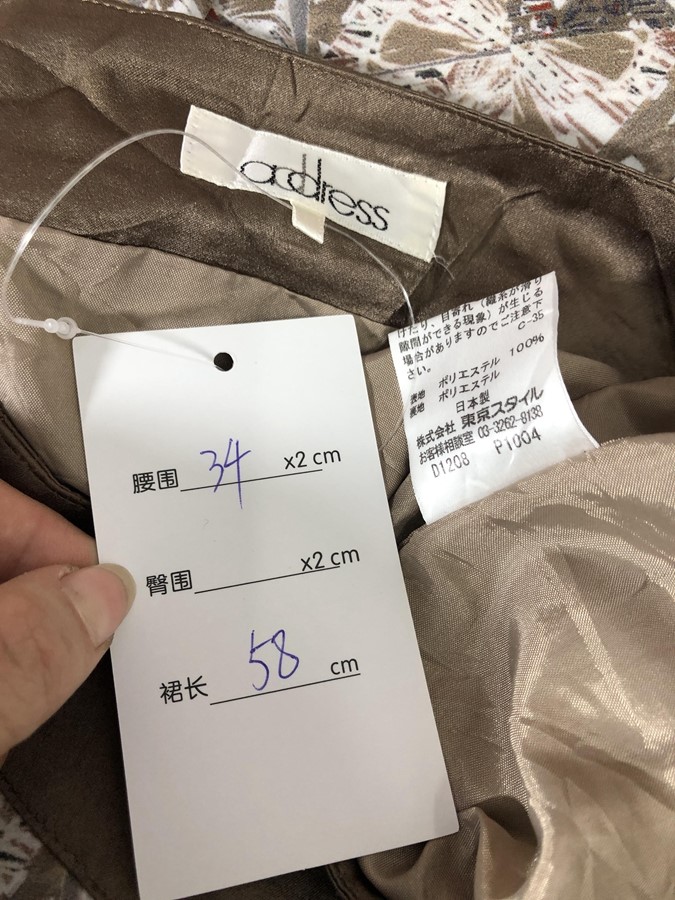 address
けたり、目寄れ（縫糸が滑り
隙間ができる現象）が生じる
場合がありますのでご注意下
さい。
C-35
表地 ポリエステル 100%
裏地 ポリエステル
日本製
株式会社 東京スタイル
お客様相談室 03-3262-8138
D1208 P1004
腰围 34 x2 cm
臀围 x2 cm
裙长 58 cm